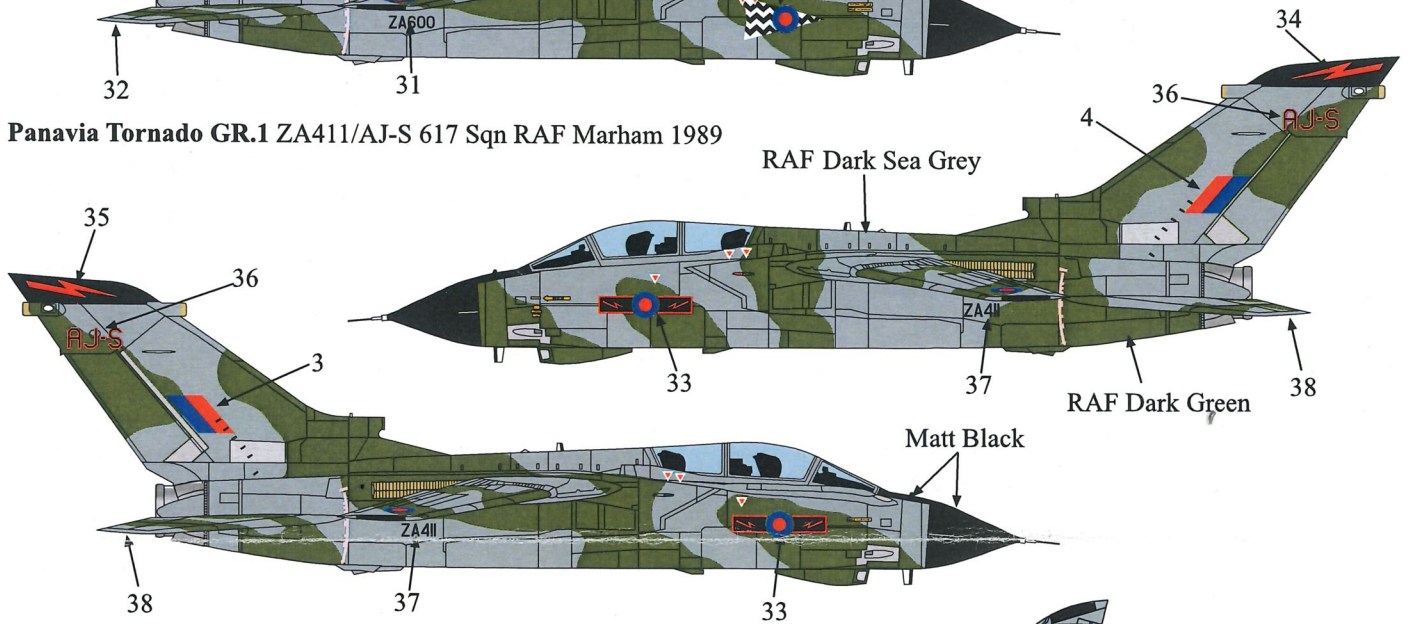 ZA600
32
31
34
Panavia Tornado GR.1 ZA411/AJ-S 617 Sqn RAF Marham 1989
36
4
AJ-S
RAF Dark Sea Grey
35
36
AJ-S
ZA411
3
33
37
38
RAF Dark Green
Matt Black
ZA411
38
37
33